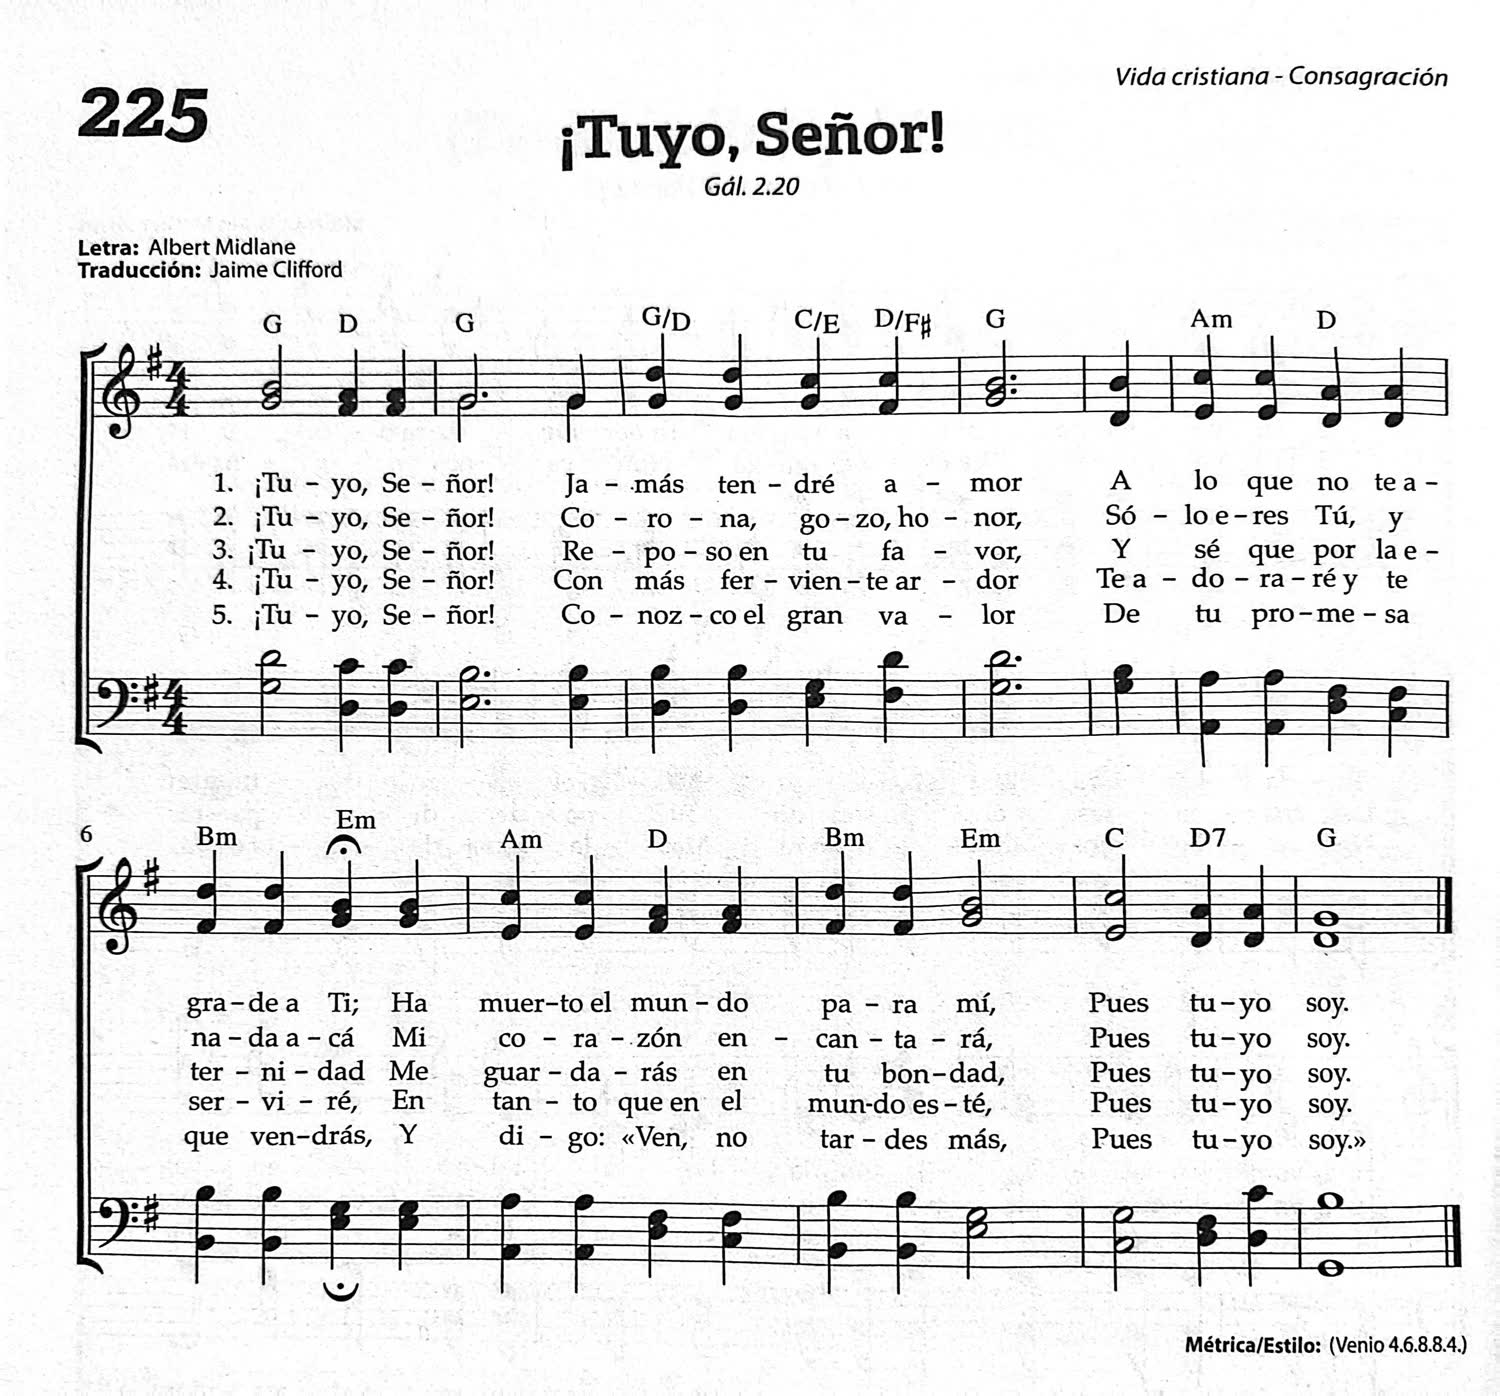 Vida cristiana - Consagración
225
¡Tuyo, Señor!
Gál. 2.20
Letra: Albert Midlane
Traducción: Jaime Clifford
G D G G/D C/E D/F♯ G Am D
1. ¡Tu – yo, Se – ñor! Ja – más ten – dré a – mor A lo que no te a –
2. ¡Tu – yo, Se – ñor! Co – ro – na, go – zo, ho – nor, Só – lo e – res Tú, y
3. ¡Tu – yo, Se – ñor! Re – po – so en tu fa – vor, Y sé que por la e –
4. ¡Tu – yo, Se – ñor! Con más fer – vien – te ar – dor Te a – do – ra – ré y te
5. ¡Tu – yo, Se – ñor! Co – noz – co el gran va – lor De tu pro – me – sa
6 Bm Em Am D Bm Em C D7 G
gra – de a Ti; Ha muer – to el mun – do pa – ra mí, Pues tu – yo soy.
na – da a – cá Mi co – ra – zón en – can – ta – rá, Pues tu – yo soy.
ter – ni – dad Me guar – da – rás en tu bon – dad, Pues tu – yo soy.
ser – vi – ré, En tan – to que en el mun-do es – té, Pues tu – yo soy.
que ven – drás, Y di – go: «Ven, no tar – des más, Pues tu – yo soy.»
Métrica/Estilo: (Venio 4.6.8.8.4.)